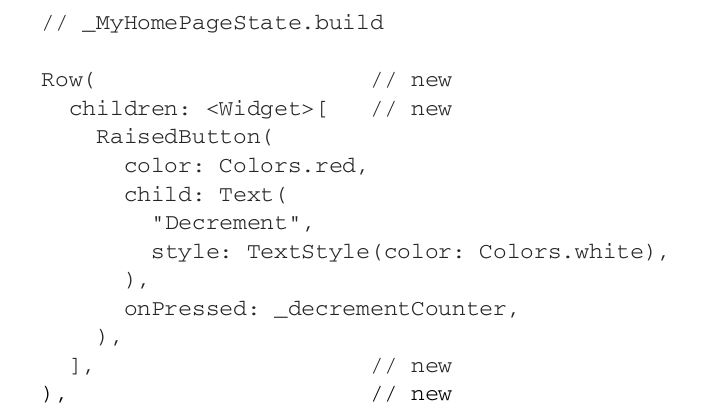 // _MyHomePageState.build

Row(                        // new
  children: <Widget>[   // new
    RaisedButton(
      color: Colors.red,
      child: Text(
        "Decrement",
        style: TextStyle(color: Colors.white),
      ),
      onPressed: _decrementCounter,
    ),
  ],                        // new
),                          // new